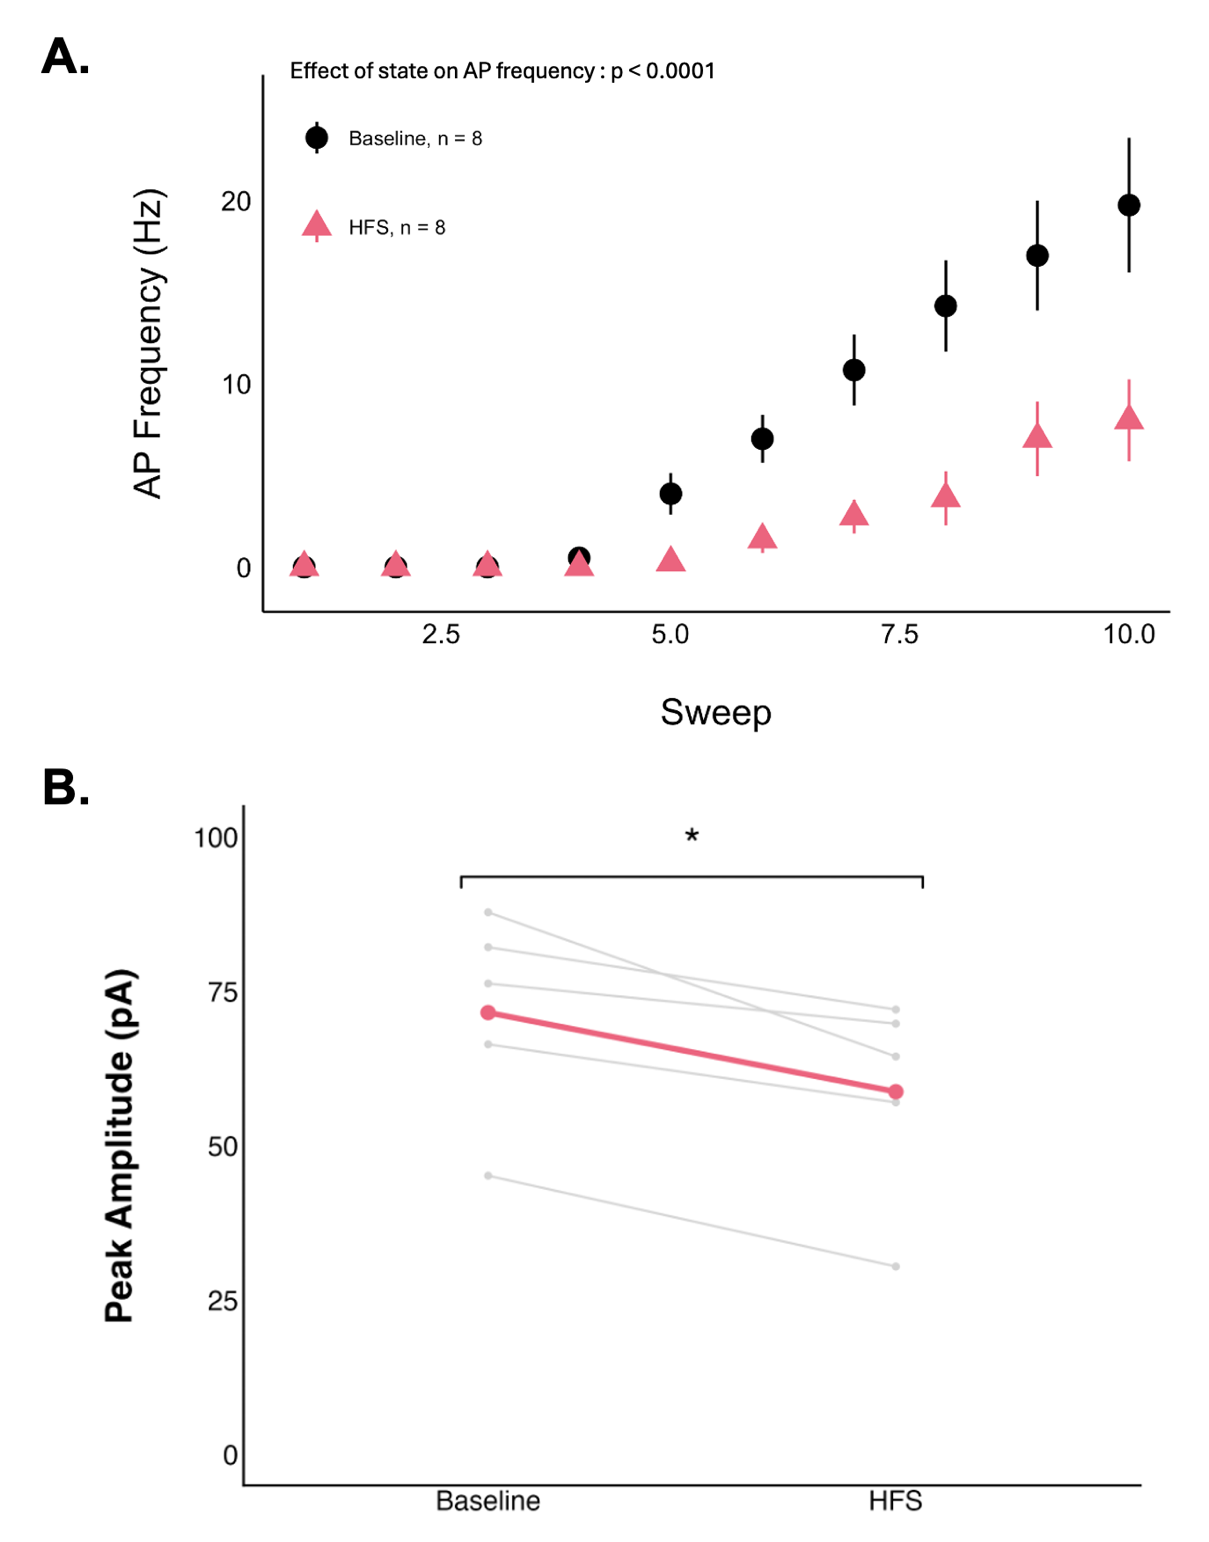 A.
Effect of state on AP frequency : p < 0.0001
Baseline, n = 8
HFS, n = 8
AP Frequency (Hz)
20
10
0
2.5 5.0 7.5 10.0
Sweep
B.
*
Peak Amplitude (pA)
100
75
50
25
0
Baseline HFS